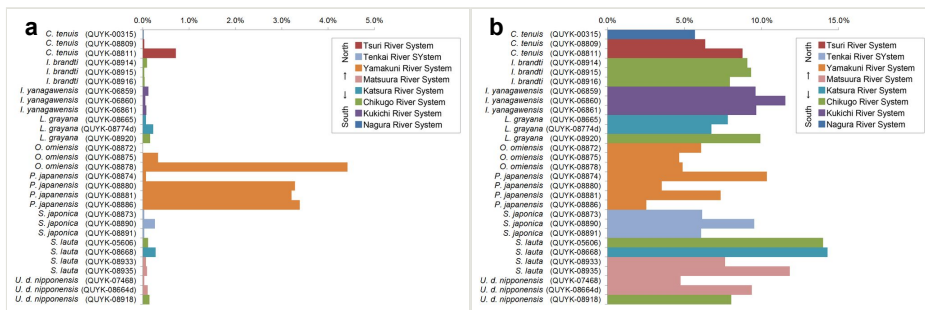 a
0.0% 1.0% 2.0% 3.0% 4.0% 5.0%
C. tenuis (QUYK-00315)
C. tenuis (QUYK-08809)
C. tenuis (QUYK-08811)
I. brandti (QUYK-08914)
I. brandti (QUYK-08915)
I. brandti (QUYK-08916)
I. yanagawensis (QUYK-06859)
I. yanagawensis (QUYK-06860)
I. yanagawensis (QUYK-06861)
L. grayana (QUYK-08665)
L. grayana (QUYK-08774d)
L. grayana (QUYK-08920)
O. omiensis (QUYK-08872)
O. omiensis (QUYK-08875)
O. omiensis (QUYK-08878)
P. japanensis (QUYK-08874)
P. japanensis (QUYK-08880)
P. japanensis (QUYK-08881)
P. japanensis (QUYK-08886)
S. japonica (QUYK-08873)
S. japonica (QUYK-08890)
S. japonica (QUYK-08891)
S. lauta (QUYK-05606)
S. lauta (QUYK-08668)
S. lauta (QUYK-08933)
S. lauta (QUYK-08935)
U. d. nipponensis (QUYK-07468)
U. d. nipponensis (QUYK-08664d)
U. d. nipponensis (QUYK-08918)
South ← → North
Tsuri River System
Tenkai River SYstem
Yamakuni River System
Matsuura River System
Katsura River System
Chikugo River System
Kukichi River System
Nagura River System
b
0.0% 5.0% 10.0% 15.0%
C. tenuis (QUYK-00315)
C. tenuis (QUYK-08809)
C. tenuis (QUYK-08811)
I. brandti (QUYK-08914)
I. brandti (QUYK-08915)
I. brandti (QUYK-08916)
I. yanagawensis (QUYK-06859)
I. yanagawensis (QUYK-06860)
I. yanagawensis (QUYK-06861)
L. grayana (QUYK-08665)
L. grayana (QUYK-08774d)
L. grayana (QUYK-08920)
O. omiensis (QUYK-08872)
O. omiensis (QUYK-08875)
O. omiensis (QUYK-08878)
P. japanensis (QUYK-08874)
P. japanensis (QUYK-08880)
P. japanensis (QUYK-08881)
P. japanensis (QUYK-08886)
S. japonica (QUYK-08873)
S. japonica (QUYK-08890)
S. japonica (QUYK-08891)
S. lauta (QUYK-05606)
S. lauta (QUYK-08668)
S. lauta (QUYK-08933)
S. lauta (QUYK-08935)
U. d. nipponensis (QUYK-07468)
U. d. nipponensis (QUYK-08664d)
U. d. nipponensis (QUYK-08918)
South ← → North
Tsuri River System
Tenkai River SYstem
Yamakuni River System
Matsuura River System
Katsura River System
Chikugo River System
Kukichi River System
Nagura River System